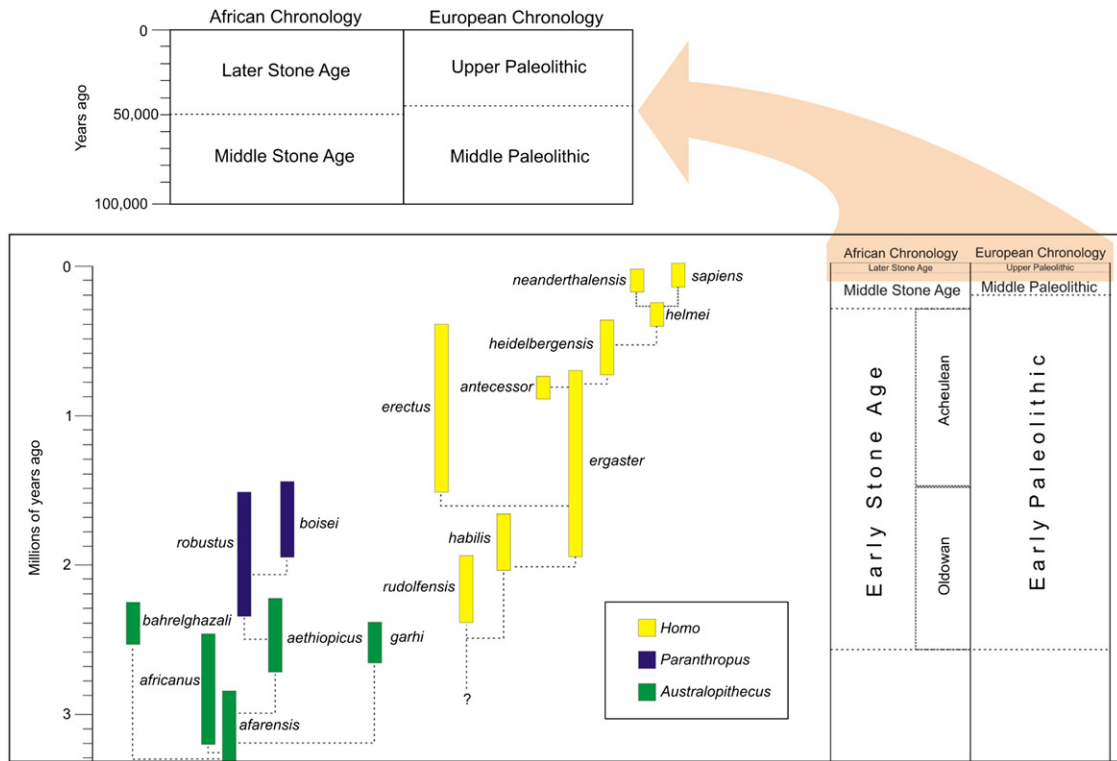 African Chronology
European Chronology
0
Later Stone Age
Upper Paleolithic
Years ago
50,000
Middle Stone Age
Middle Paleolithic
100,000
African Chronology
European Chronology
0
Later Stone Age
Upper Paleolithic
neanderthalensis
sapiens
Middle Stone Age
Middle Paleolithic
helmei
heidelbergensis
antecessor
erectus
1
ergaster
Early Stone Age
Acheulean
Early Paleolithic
Millions of years ago
boisei
robustus
habilis
Oldowan
2
rudolfensis
bahrelghazali
aethiopicus
garhi
Homo
Paranthropus
Australopithecus
africanus
afarensis
?
3